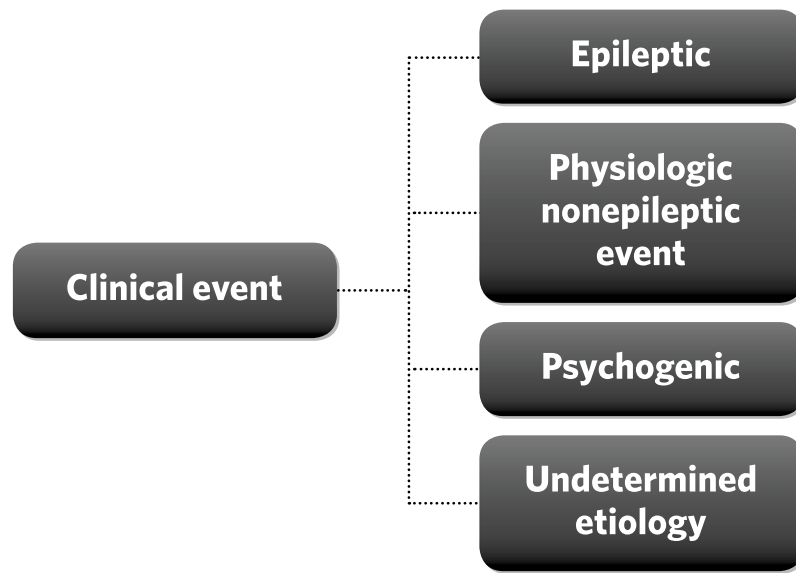 Clinical event
Epileptic
Physiologic
nonepileptic
event
Psychogenic
Undetermined
etiology